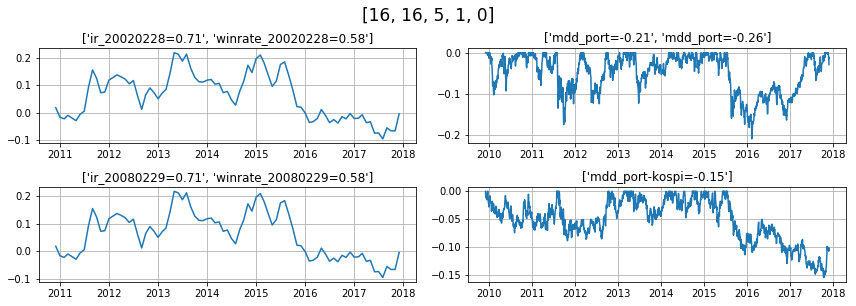 [16, 16, 5, 1, 0]
['ir_20020228=0.71', 'winrate_20020228=0.58']
0.2
0.1
0.0
−0.1
2011 2012 2013 2014 2015 2016 2017 2018
['mdd_port=-0.21', 'mdd_port=-0.26']
0.0
−0.1
−0.2
2010 2011 2012 2013 2014 2015 2016 2017 2018
['ir_20080229=0.71', 'winrate_20080229=0.58']
0.2
0.1
0.0
−0.1
2011 2012 2013 2014 2015 2016 2017 2018
['mdd_port-kospi=-0.15']
0.00
−0.05
−0.10
−0.15
2010 2011 2012 2013 2014 2015 2016 2017 2018